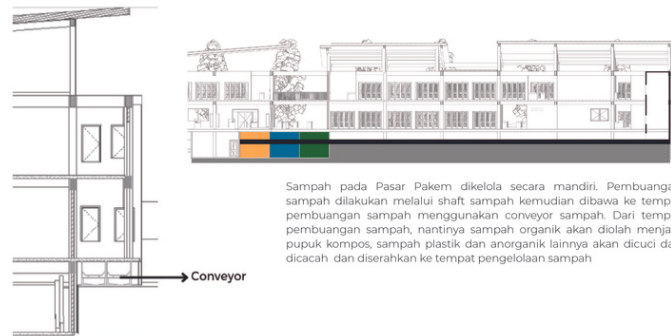 Sampah pada Pasar Pakem dikelola secara mandiri. Pembuanga
sampah dilakukan melalui shaft sampah kemudian dibawa ke temp
pembuangan sampah menggunakan conveyor sampah. Dari temp
pembuangan sampah, nantinya sampah organik akan diolah menja
pupuk kompos, sampah plastik dan anorganik lainnya akan dicuci da
dicacah dan diserahkan ke tempat pengelolaan sampah
Conveyor